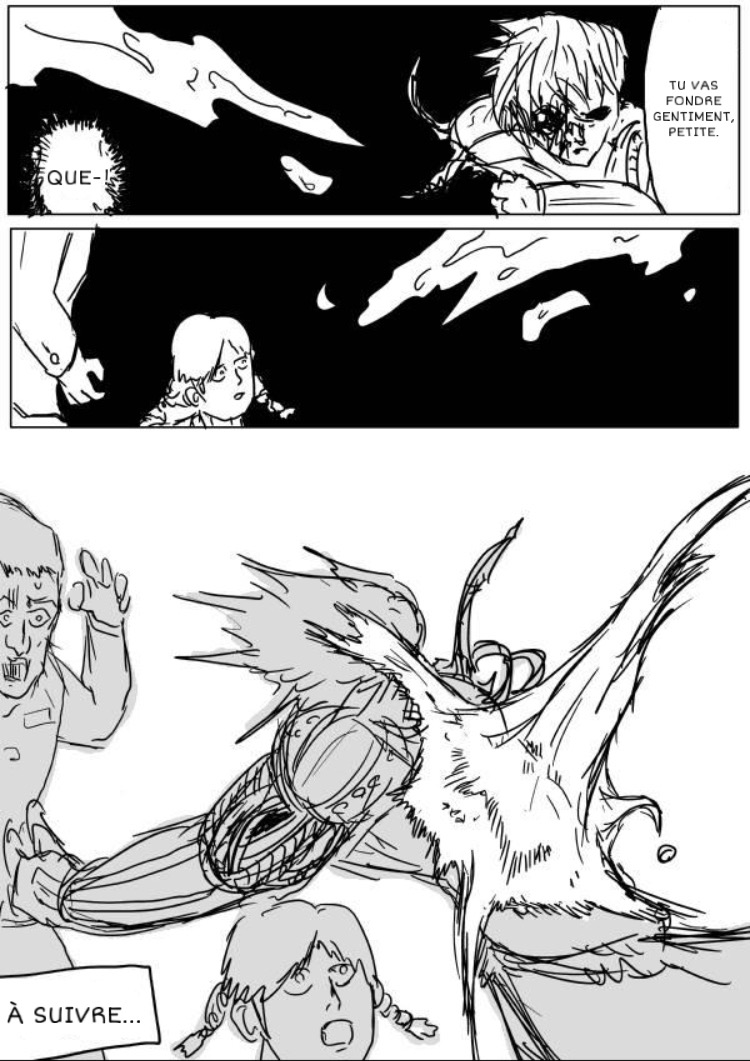 TU VAS
FONDRE
GENTIMENT,
PETITE.
QUE-!
À SUIVRE...